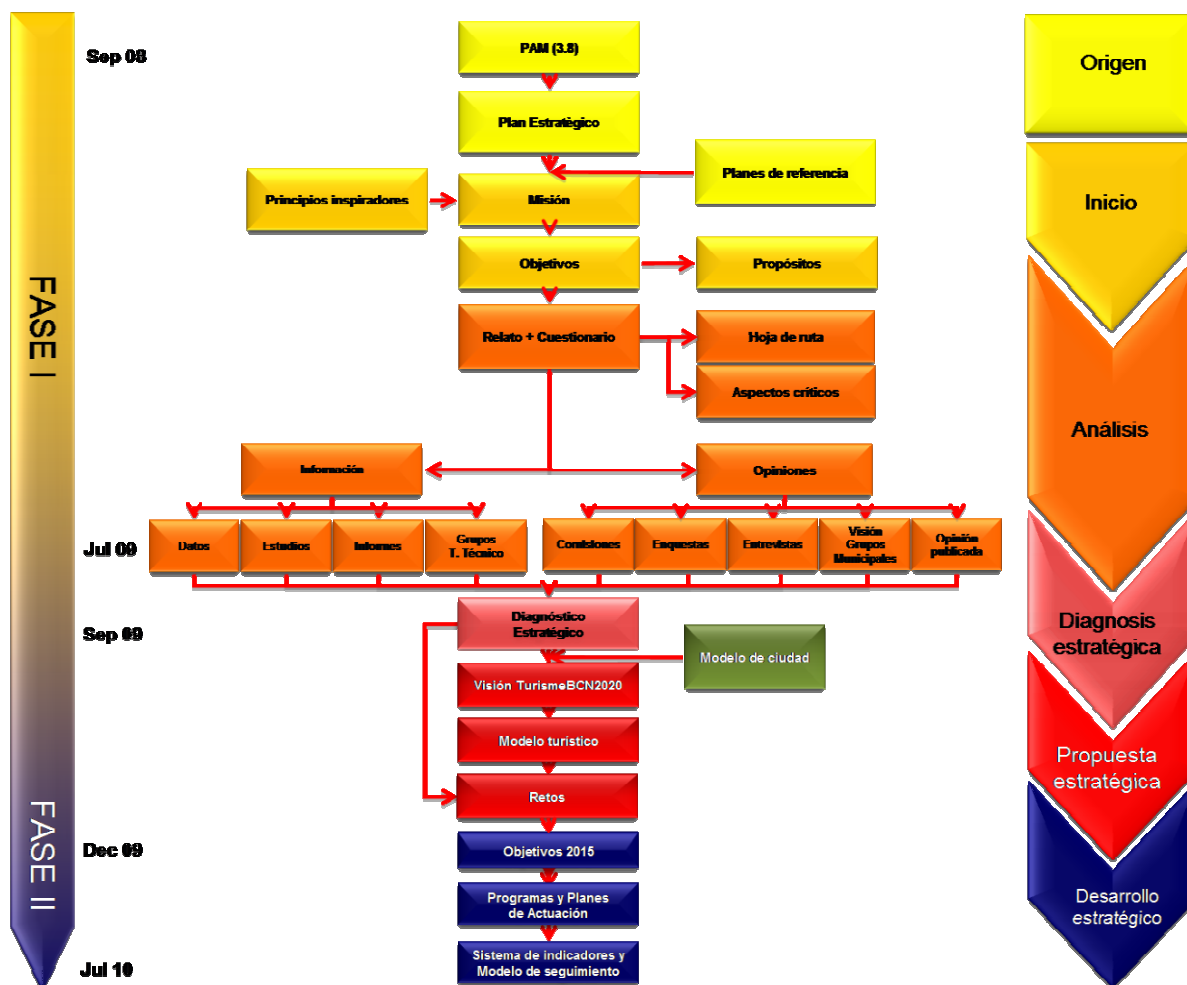 Sep 08
PAM (3.8)
Origen
Plan Estratègico
Planes de referencia
Principios inspiradores
Misión
Inicio
Objetivos
Propósitos
FASE I
Relato + Cuestionario
Hoja de ruta
Aspectos críticos
Análisis
Información
Opiniones
Jul 09
Datos
Estudios
Informes
Grupos
T. Técnico
Comisiones
Enquestas
Entrevistas
Visión
Grupos
Municipales
Opinión
publicada
Sep 09
Diagnóstico
Estratégico
Modelo de ciudad
Diagnosis
estratégica
Visión TurismeBCN2020
Modelo turístico
Retos
Propuesta
estratégica
FASE II
Dec 09
Objetivos 2015
Programas y Planes
de Actuación
Desarrollo
estratégico
Jul 10
Sistema de indicadores y
Modelo de seguimiento